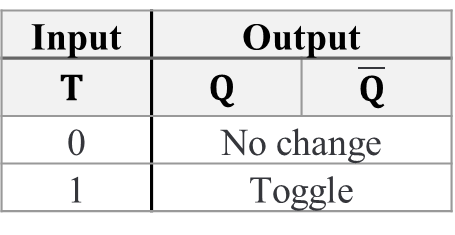 Input Output
T Q Q̅
0 No change
1 Toggle